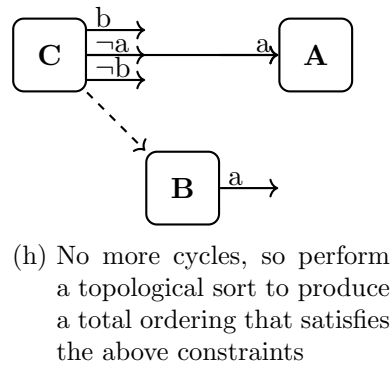 b
C ¬a a A
¬b
B a
(h) No more cycles, so perform
a topological sort to produce
a total ordering that satisfies
the above constraints